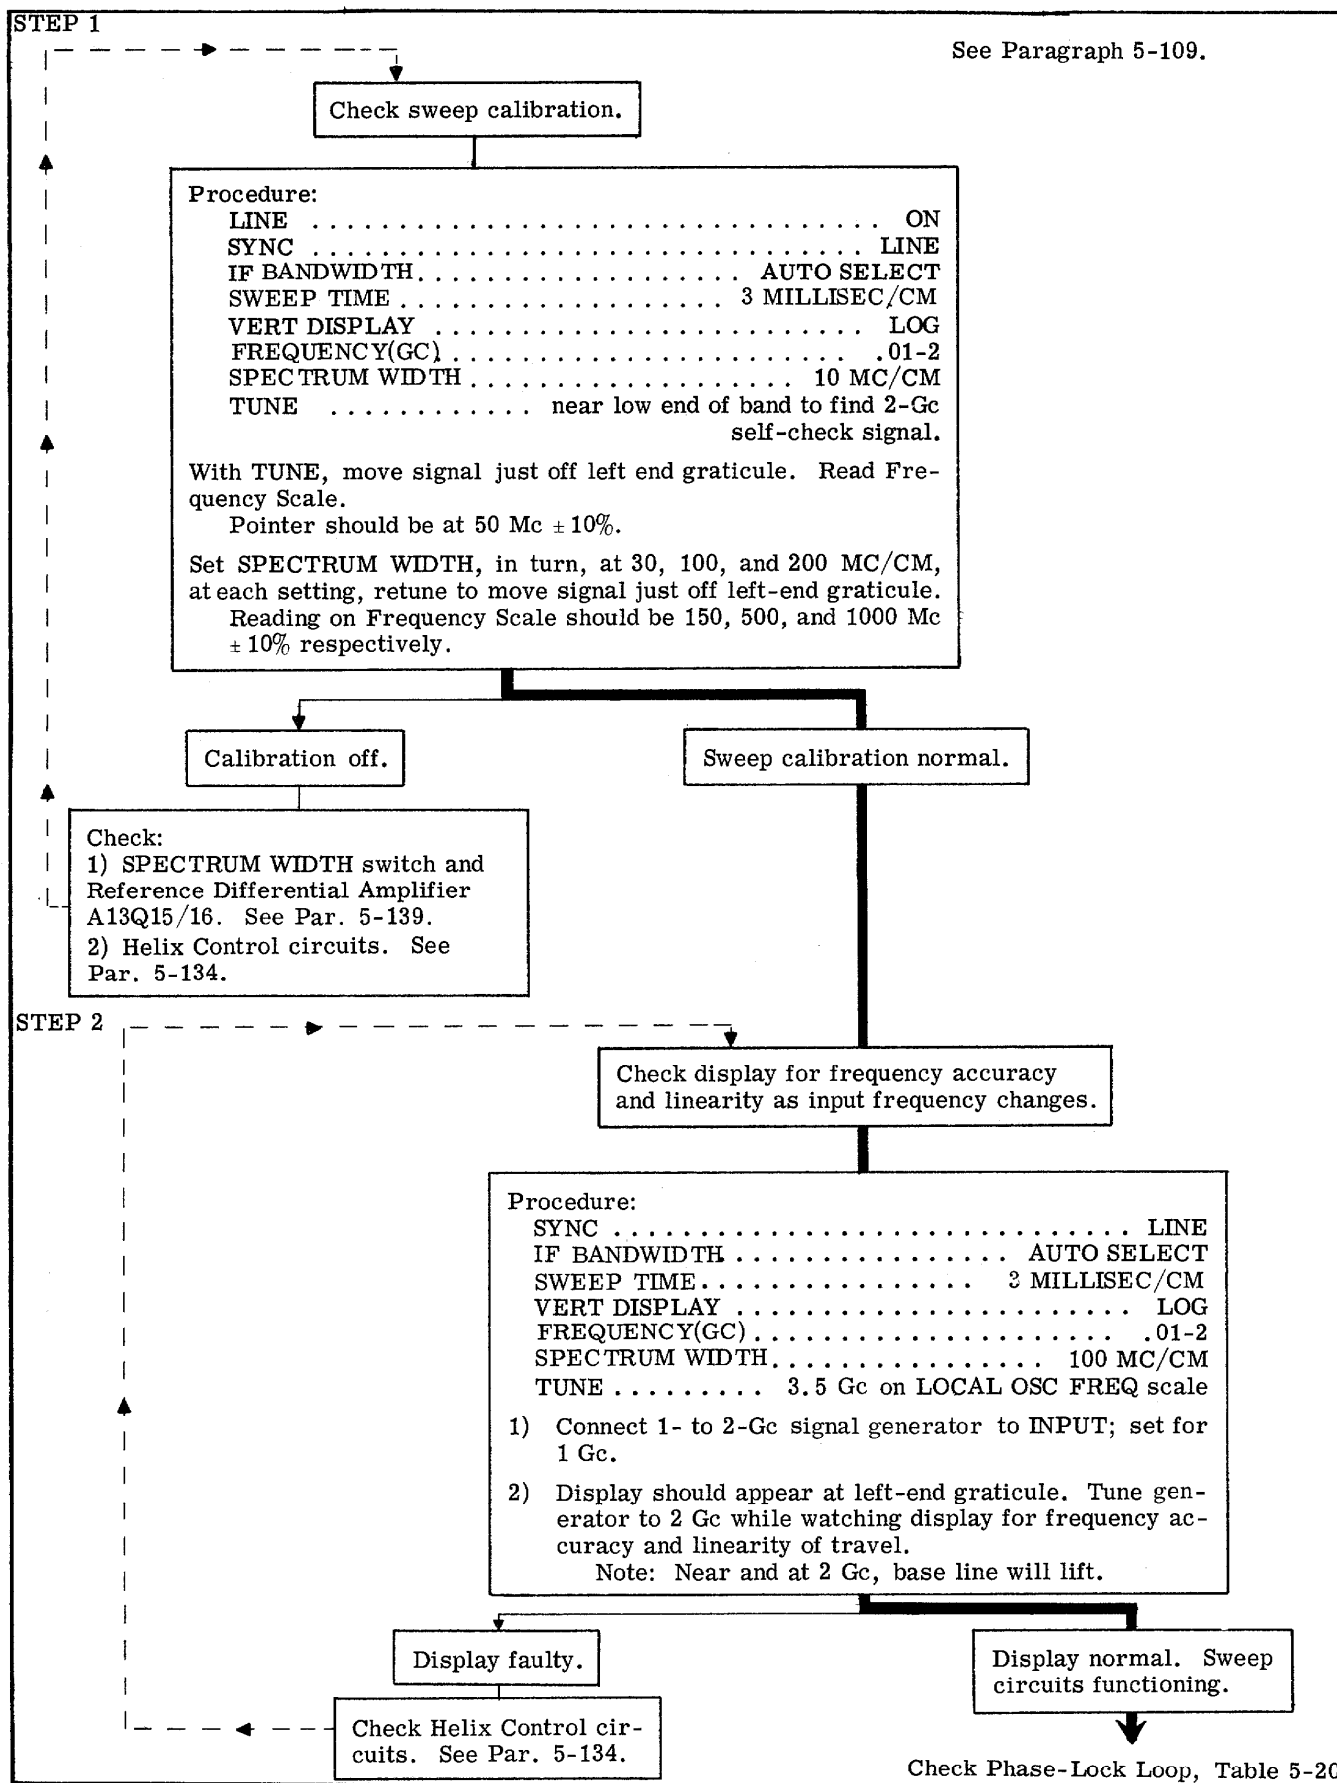 STEP 1
See Paragraph 5-109.
Check sweep calibration.
Procedure:
LINE . . . . . . . . . . . . . . . . . . . . . . . . . . . . . . . . ON
SYNC . . . . . . . . . . . . . . . . . . . . . . . . . . . . . . . LINE
IF BANDWIDTH . . . . . . . . . . . . . . . . . . . AUTO SELECT
SWEEP TIME . . . . . . . . . . . . . . . . . . . 3 MILLISEC/CM
VERT DISPLAY . . . . . . . . . . . . . . . . . . . . . . . . . LOG
FREQUENCY(GC) . . . . . . . . . . . . . . . . . . . . . . . .01-2
SPECTRUM WIDTH . . . . . . . . . . . . . . . . . . . 10 MC/CM
TUNE . . . . . . . . . . . . near low end of band to find 2-Gc
self-check signal.
With TUNE, move signal just off left end graticule. Read Fre-
quency Scale.
Pointer should be at 50 Mc ± 10%.
Set SPECTRUM WIDTH, in turn, at 30, 100, and 200 MC/CM,
at each setting, retune to move signal just off left-end graticule.
Reading on Frequency Scale should be 150, 500, and 1000 Mc
± 10% respectively.
Calibration off.
Sweep calibration normal.
Check:
1) SPECTRUM WIDTH switch and
Reference Differential Amplifier
A13Q15/16. See Par. 5-139.
2) Helix Control circuits. See
Par. 5-134.
STEP 2
Check display for frequency accuracy
and linearity as input frequency changes.
Procedure:
SYNC . . . . . . . . . . . . . . . . . . . . . . . . . . . . . . LINE
IF BANDWIDTH . . . . . . . . . . . . . . . . AUTO SELECT
SWEEP TIME . . . . . . . . . . . . . . . . 3 MILLISEC/CM
VERT DISPLAY . . . . . . . . . . . . . . . . . . . . . . . LOG
FREQUENCY(GC) . . . . . . . . . . . . . . . . . . . . . .01-2
SPECTRUM WIDTH . . . . . . . . . . . . . . . . 100 MC/CM
TUNE . . . . . . . . . 3.5 Gc on LOCAL OSC FREQ scale
1) Connect 1- to 2-Gc signal generator to INPUT; set for
1 Gc.
2) Display should appear at left-end graticule. Tune gen-
erator to 2 Gc while watching display for frequency ac-
curacy and linearity of travel.
Note: Near and at 2 Gc, base line will lift.
Display faulty.
Display normal. Sweep
circuits functioning.
Check Helix Control cir-
cuits. See Par. 5-134.
Check Phase-Lock Loop, Table 5-20